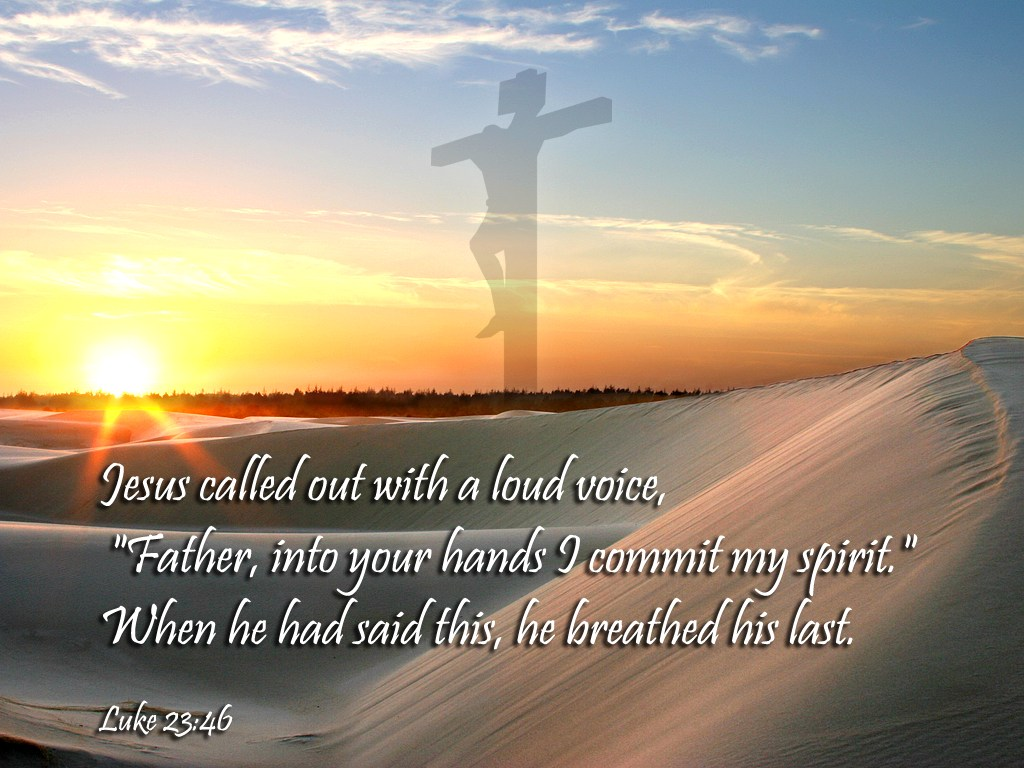 Jesus called out with a loud voice,
"Father, into your hands I commit my spirit."
When he had said this, he breathed his last.
Luke 23:46